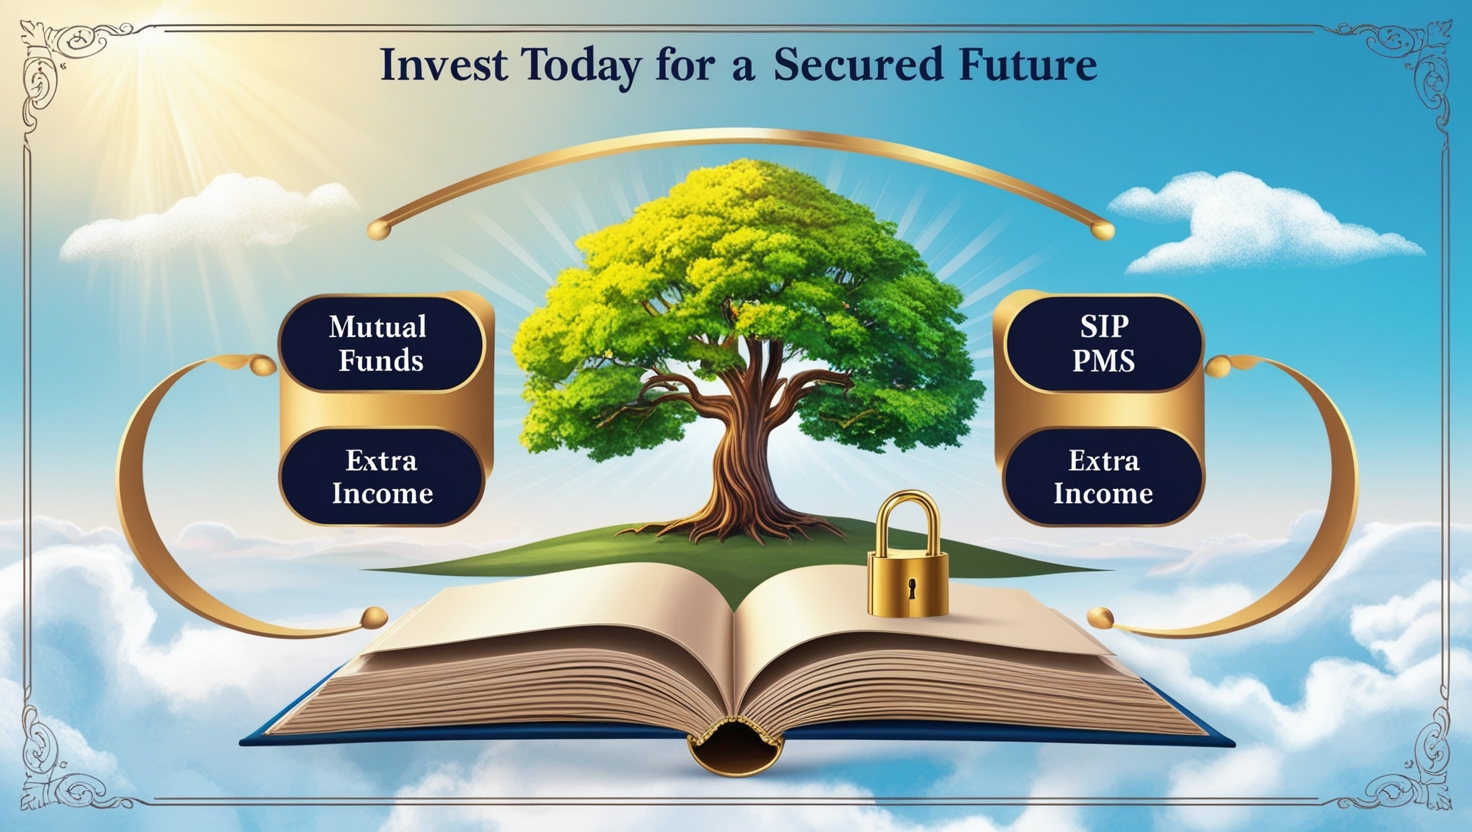 Invest Today for a Secured Future
Mutual
Funds
Extra
Income
SIP
PMS
Extra
Income